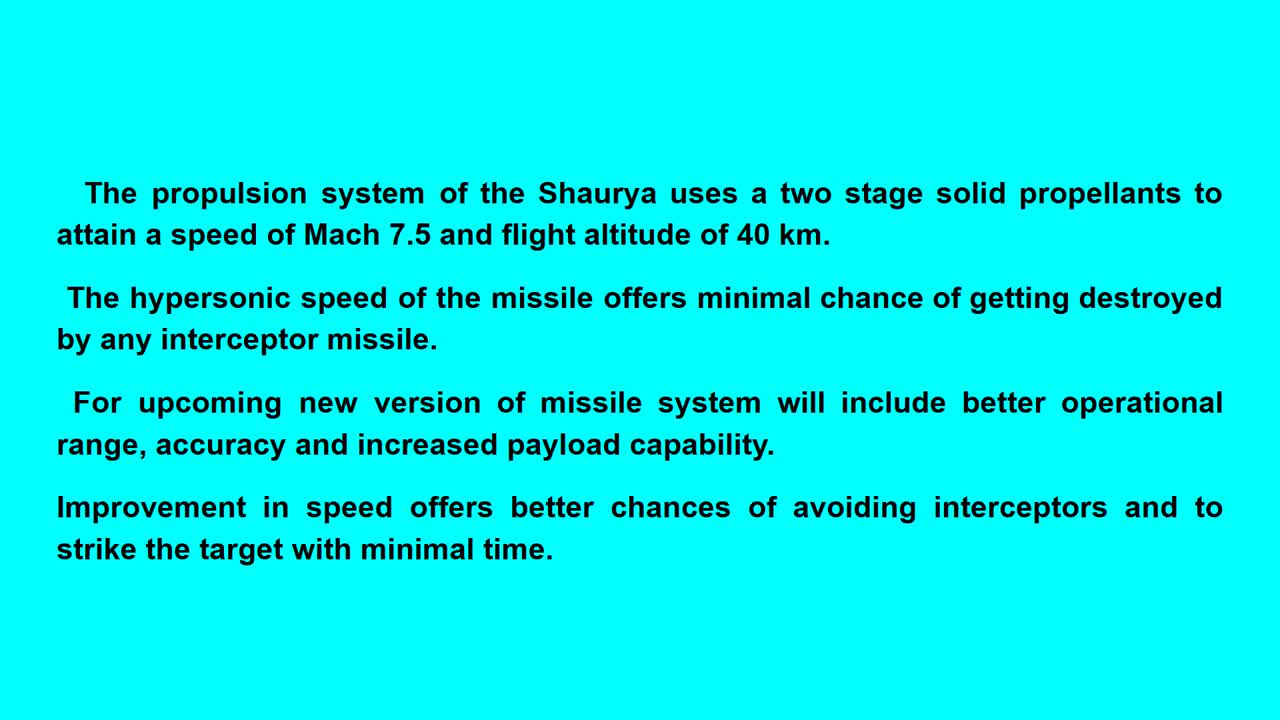 The propulsion system of the Shaurya uses a two stage solid propellants to
attain a speed of Mach 7.5 and flight altitude of 40 km.
The hypersonic speed of the missile offers minimal chance of getting destroyed
by any interceptor missile.
For upcoming new version of missile system will include better operational
range, accuracy and increased payload capability.
Improvement in speed offers better chances of avoiding interceptors and to
strike the target with minimal time.